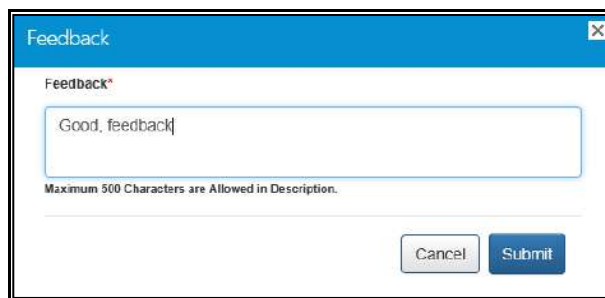 Feedback
Feedback*
Good, feedback
Maximum 500 Characters are Allowed in Description.
Cancel Submit